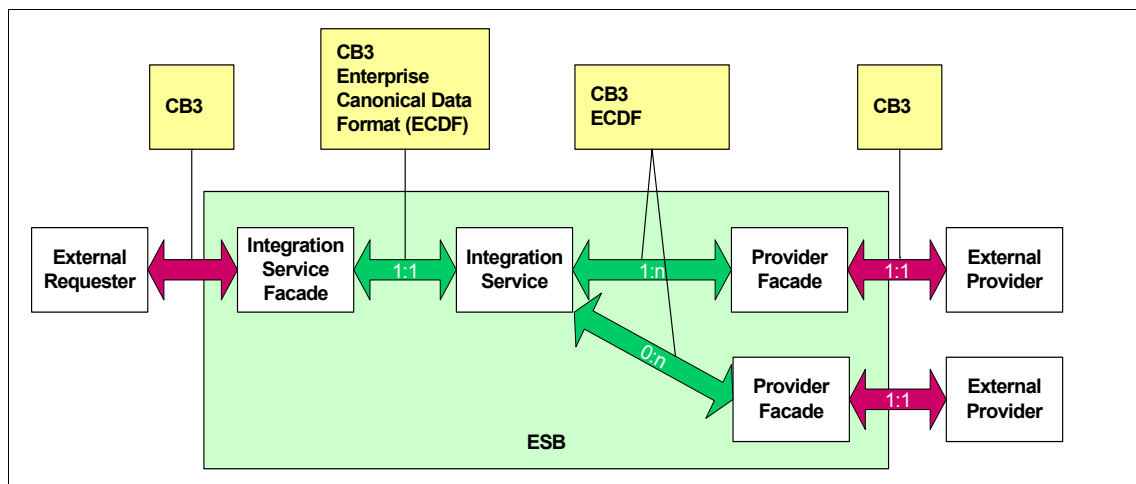 CB3
CB3
Enterprise
Canonical Data
Format (ECDF)
CB3
ECDF
CB3
External
Requester
Integration
Service
Facade
1:1
Integration
Service
1:n
Provider
Facade
1:1
External
Provider
0:n
Provider
Facade
1:1
External
Provider
ESB